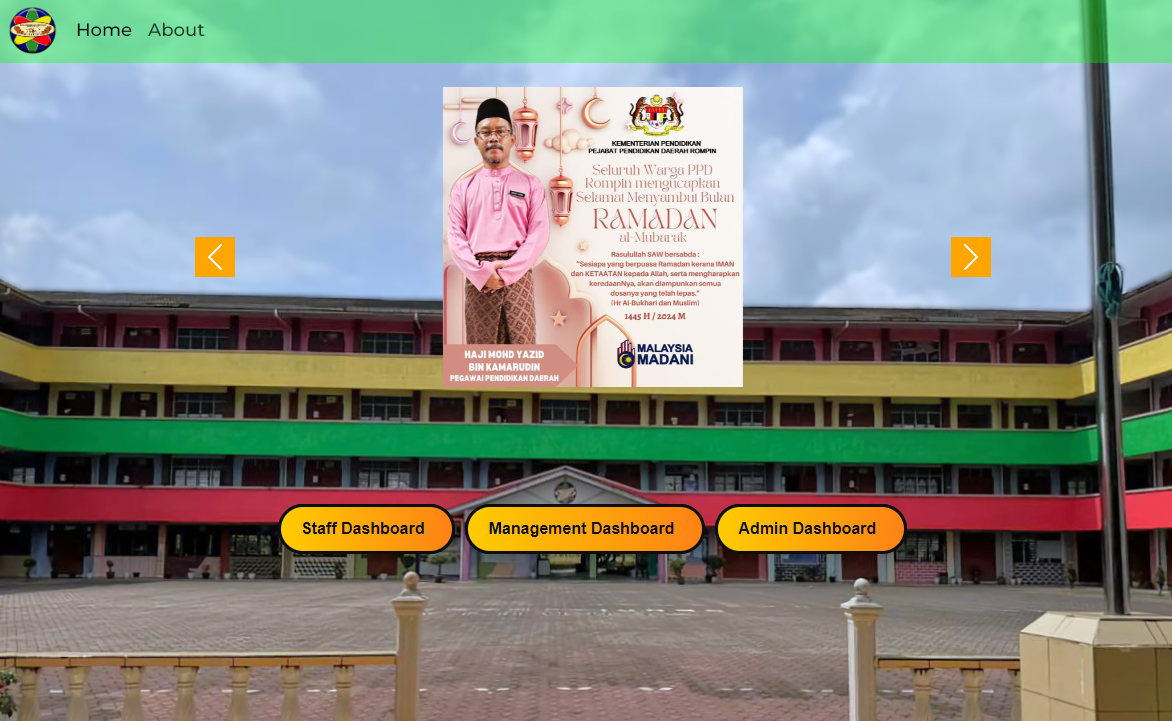 Home About
KEMENTERIAN PENDIDIKAN
PEJABAT PENDIDIKAN DAERAH ROMPIN
Seluruh Warga PPD
Rompin mengucapkan
Selamat Menyambut Bulan
RAMADAN
al-Mubarak
Rasulullah SAW bersabda :
"Sesiapa yang berpuasa Ramadan kerana IMAN
dan KETAATAN kepada Allah, serta mengharapkan
keredaanNya, akan diampunkan semua
dosanya yang telah lepas."
(Hr Al-Bukhari dan Muslim)
1445 H / 2024 M
MALAYSIA
MADANI
HAJI MOHD YAZID
BIN KAMARUDIN
PEGAWAI PENDIDIKAN DAERAH
Staff Dashboard
Management Dashboard
Admin Dashboard